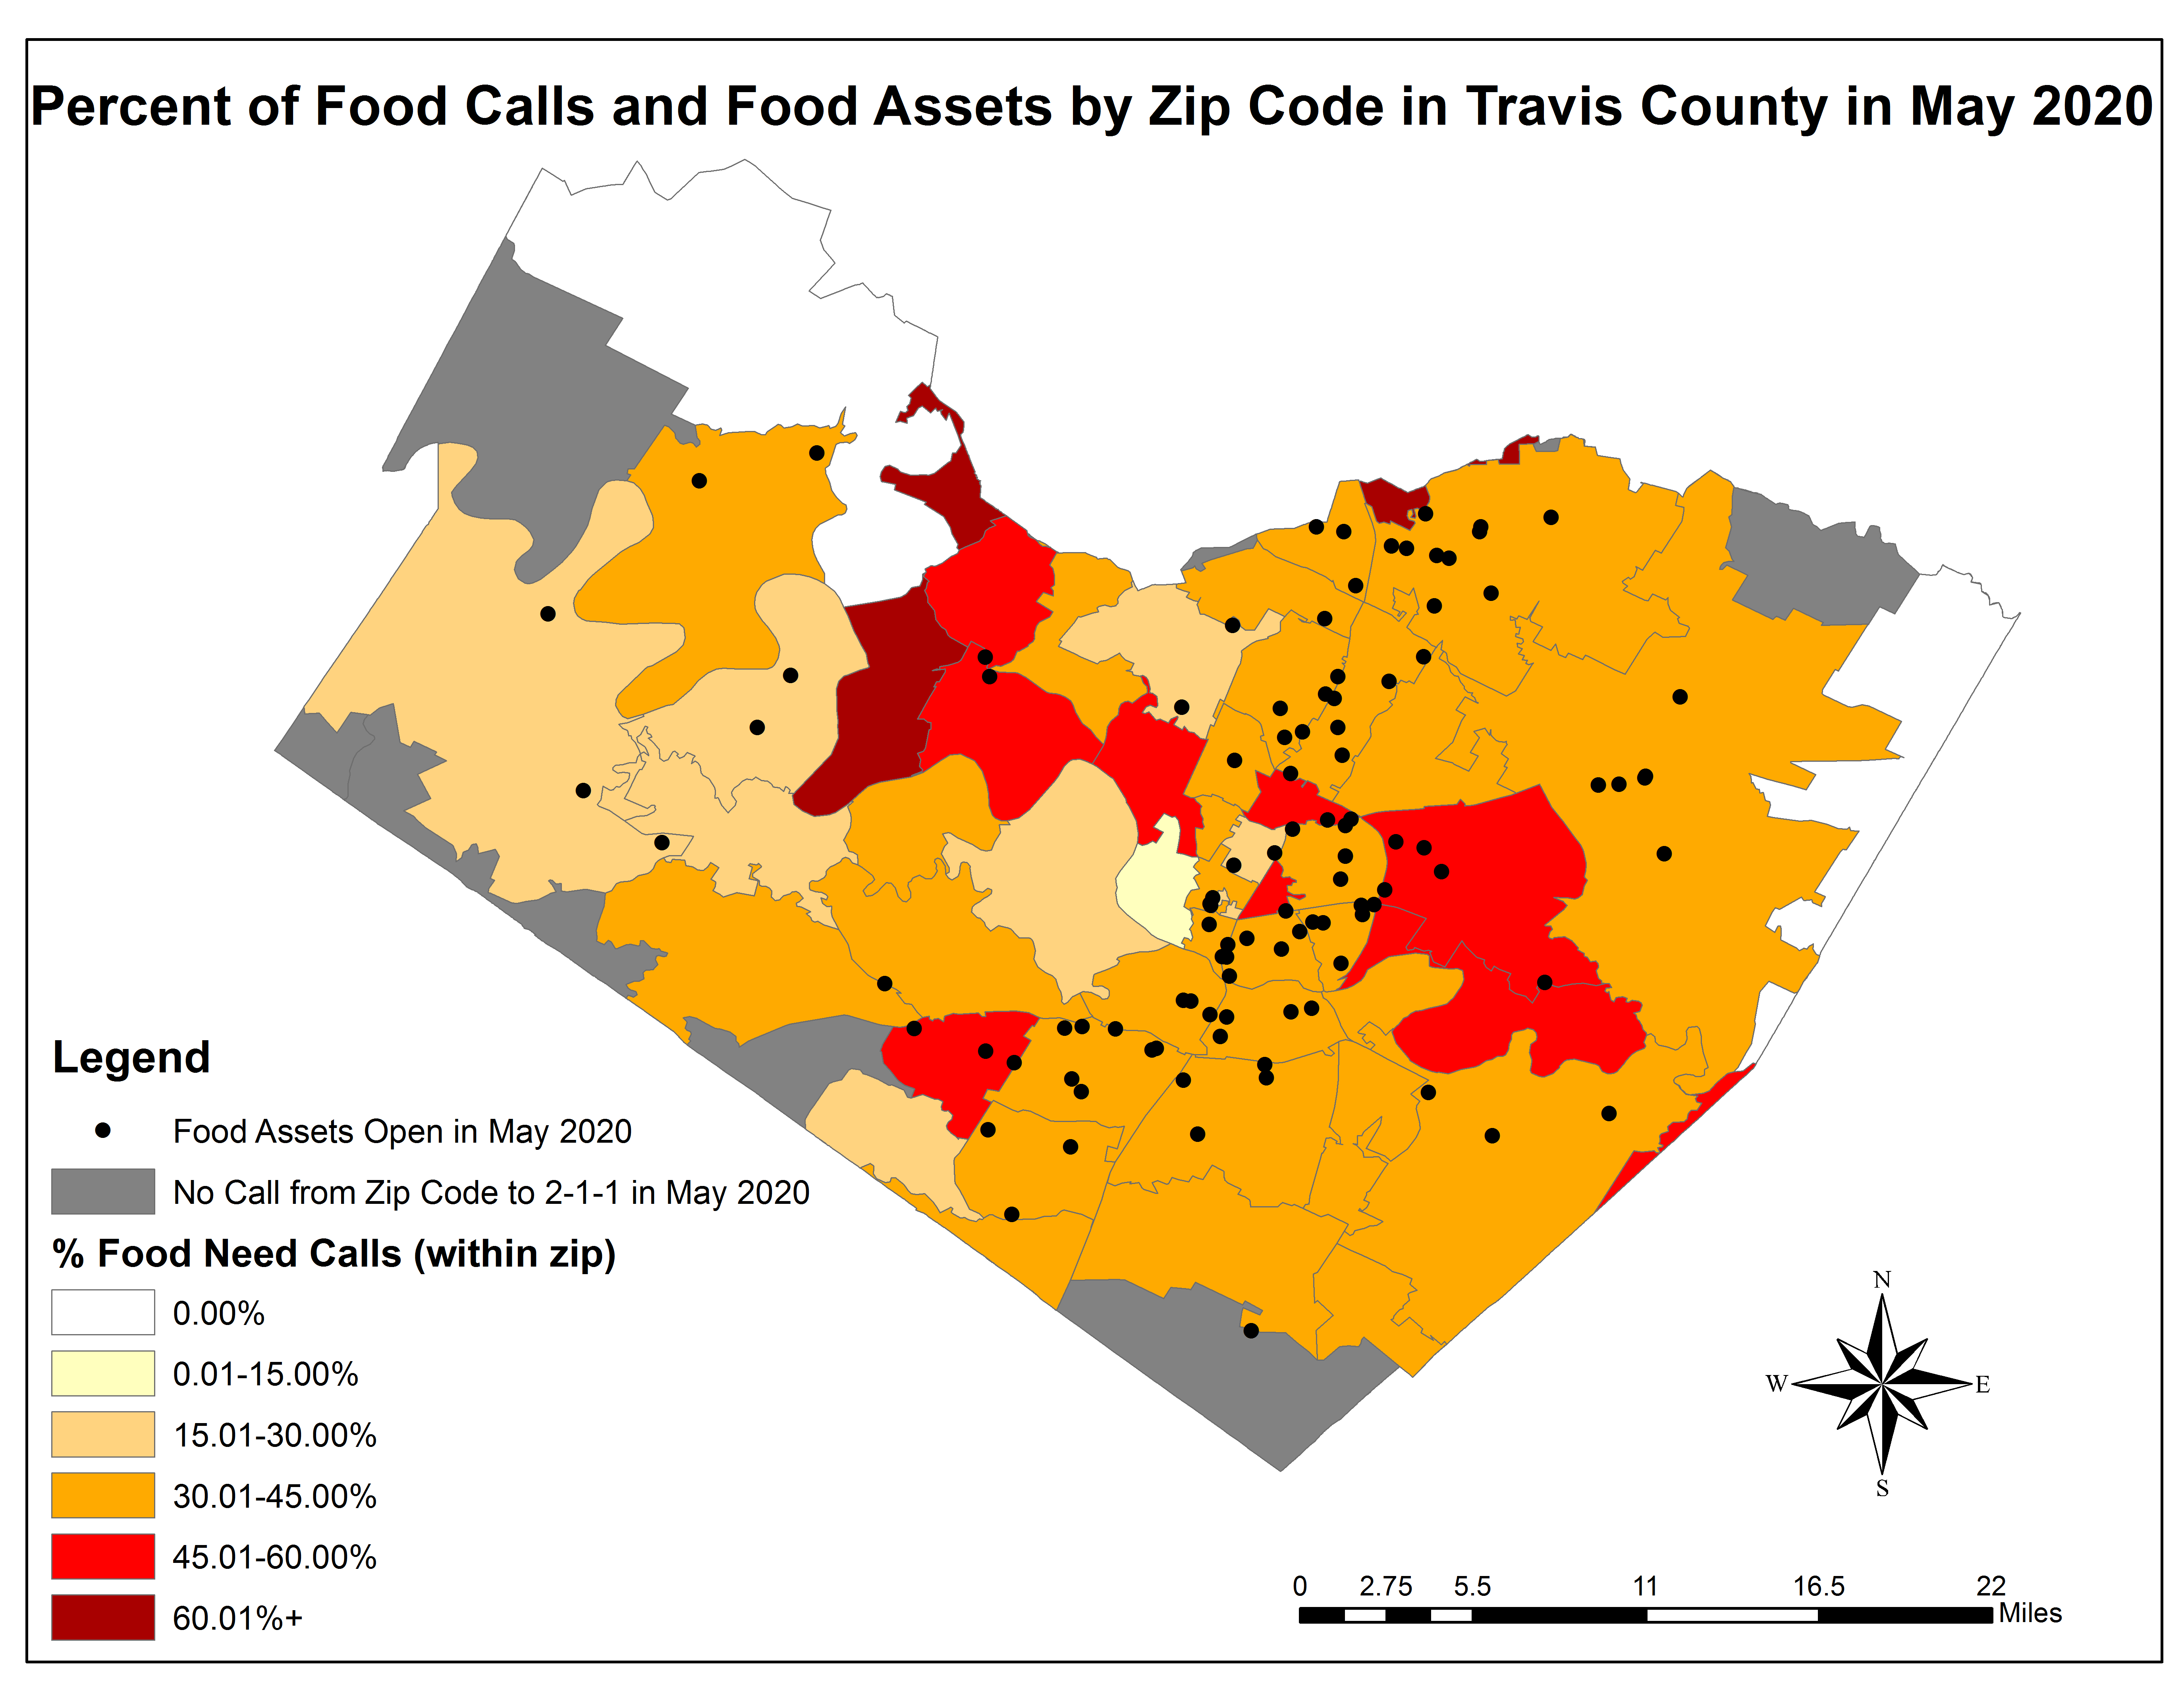 Percent of Food Calls and Food Assets by Zip Code in Travis County in May 2020
Legend
Food Assets Open in May 2020
No Call from Zip Code to 2-1-1 in May 2020
% Food Need Calls (within zip)
0.00%
0.01-15.00%
15.01-30.00%
30.01-45.00%
45.01-60.00%
60.01%+
N
W E
S
0 2.75 5.5 11 16.5 22
Miles